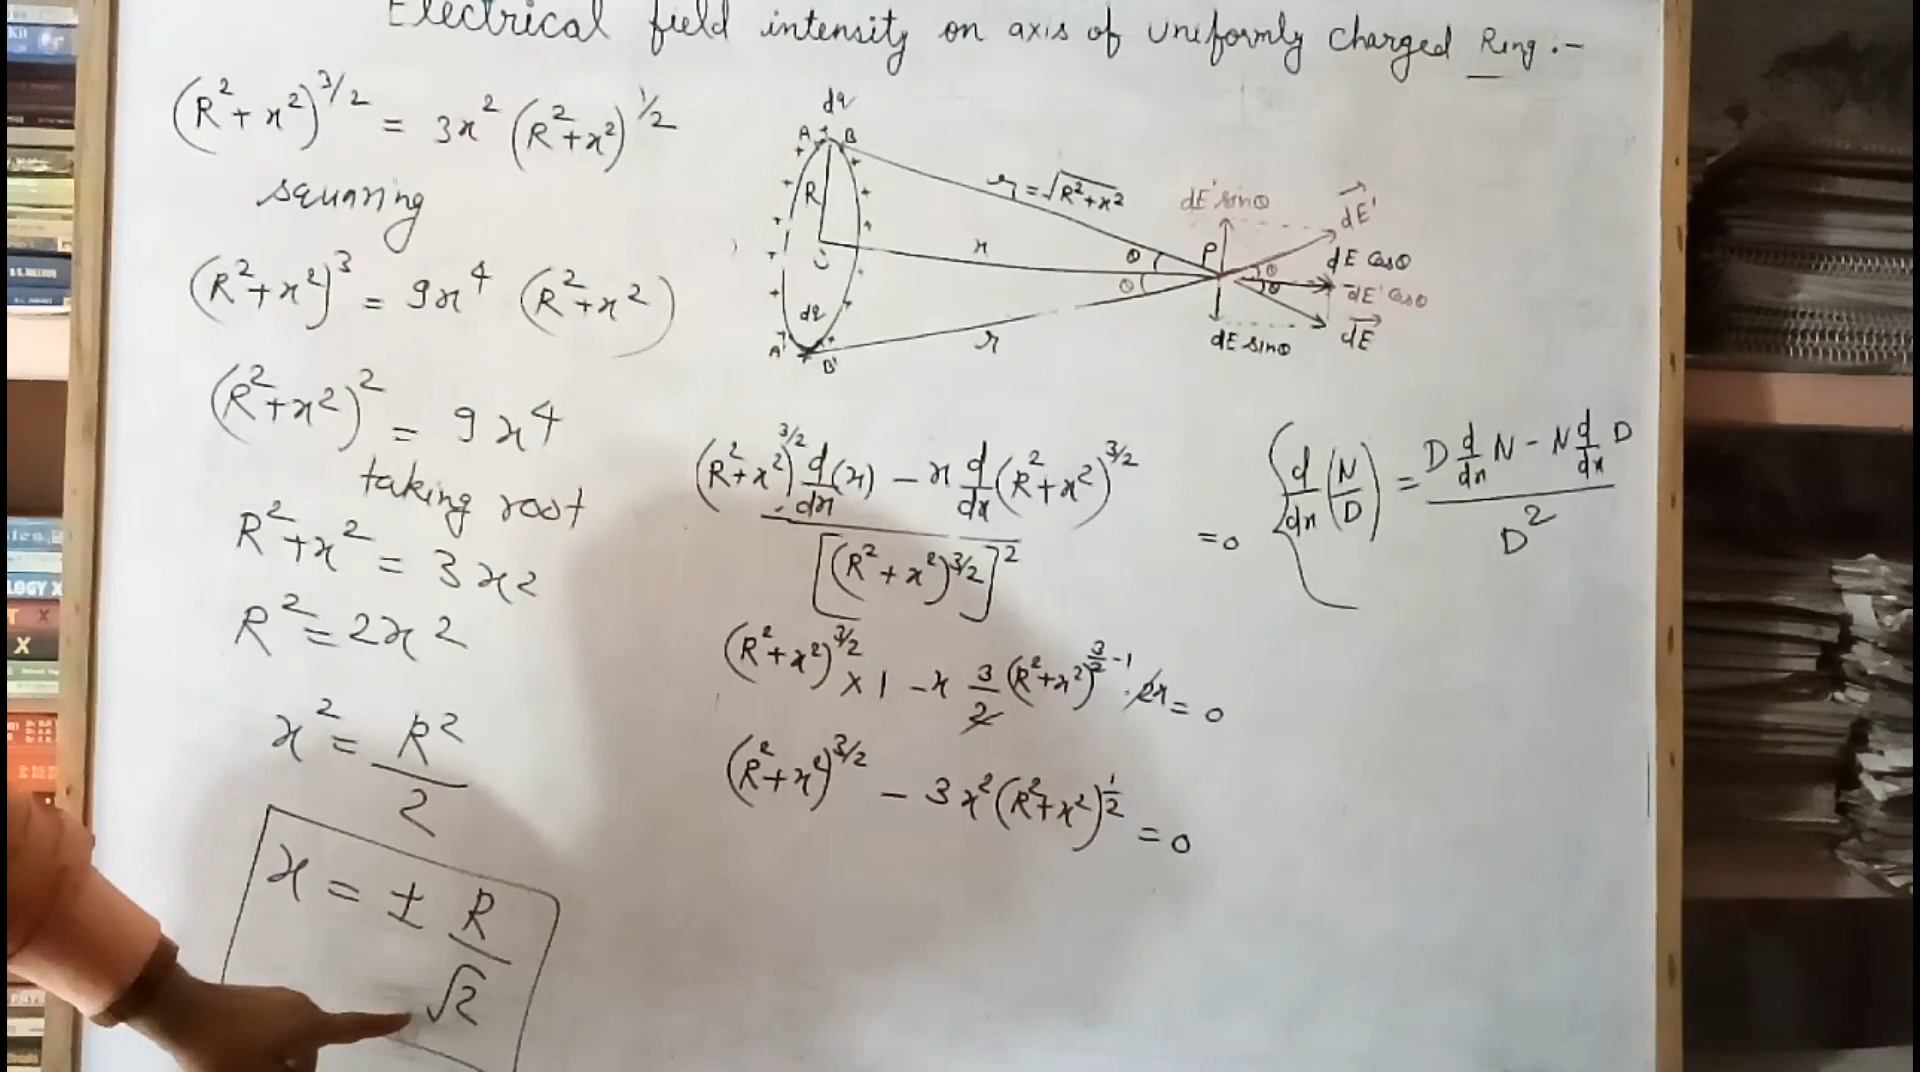 Electrical field intensity on axis of uniformly charged Ring :-
(R²+x²)^3/2 = 3x² (R²+x²)^1/2
squaring
(R²+x²)³ = 9x⁴ (R²+x²)
(R²+x²)² = 9x⁴
taking root
R²+x² = 3x²
R² = 2x²
x² = R²/2
x = ± R/√2
dq
A B
R
r = √R²+x²
x
dq
A' B'
r
θ
θ
P
dE' sinθ
dE'
dE cosθ
θ
θ
dE' cosθ
dE
dE sinθ
(R²+x²)^3/2 d/dx (x) – x d/dx (R²+x²)^3/2
[(R²+x²)^3/2]²
=0
{d/dx (N/D) = D d/dx N – N d/dx D
D²
(R²+x²)^3/2 x 1 – x 3/2 (R²+x²)^3/2 -1 . 2x = 0
(R²+x²)^3/2 – 3x² (R²+x²)^1/2 = 0
LOGY X
T X
X